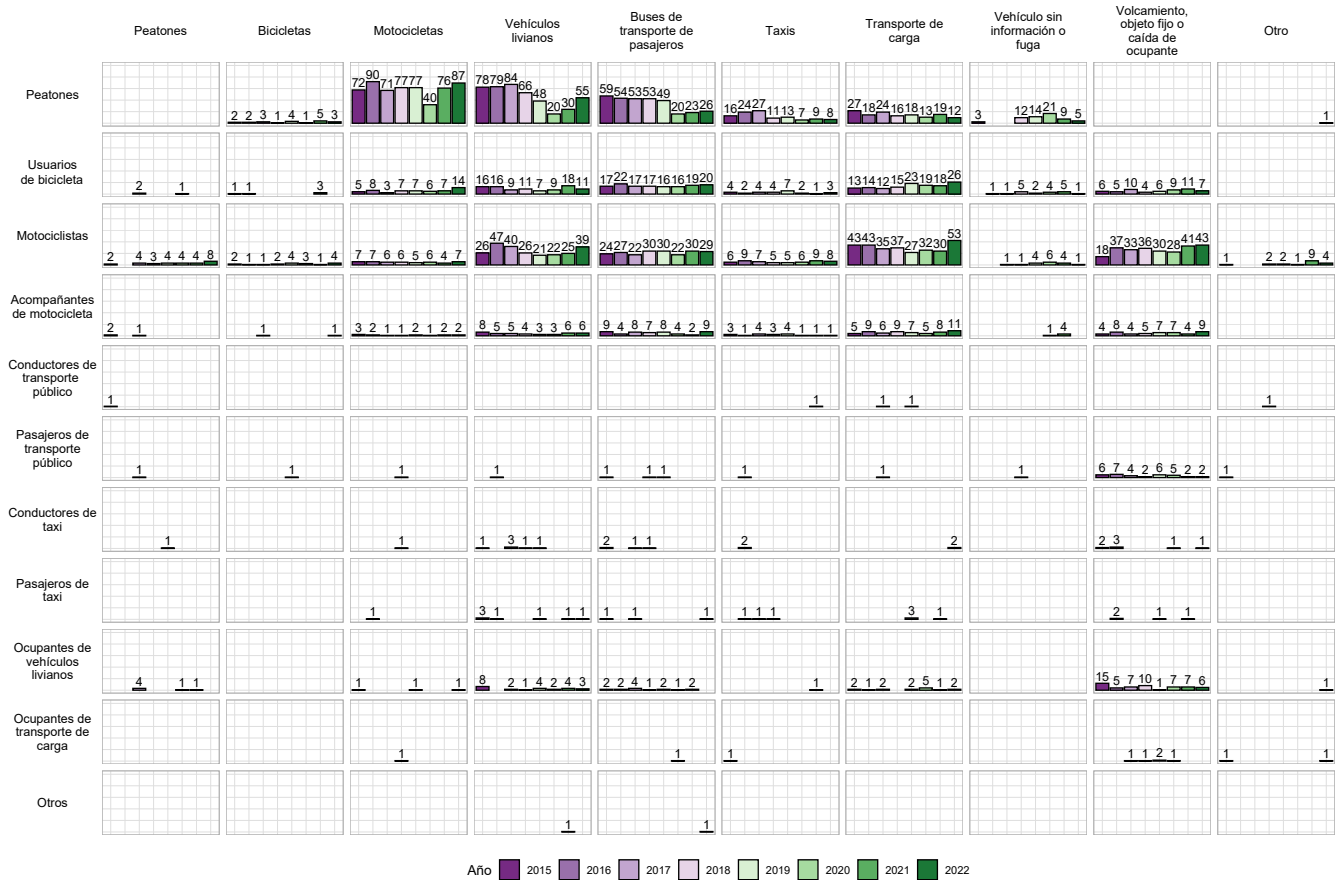 Peatones Bicicletas Motocicletas Vehículos livianos Buses de transporte de pasajeros Taxis Transporte de carga Vehículo sin información o fuga Volcamiento, objeto fijo o caída de ocupante Otro
Peatones
2 2 3 1 4 1 5 3
72 90 71 77 77 40 76 87
78 79 84 66 48 20 30 55
59 54 53 53 49 20 23 26
16 24 27 11 13 7 9 8
27 18 24 16 18 13 19 12
3 12 14 21 9 5
1
Usuarios
de bicicleta
2 1
1 1 3
5 8 3 7 7 6 7 14
16 16 9 11 7 9 18 11
17 22 17 17 16 16 19 20
4 2 4 4 7 2 1 3
13 14 12 15 23 19 18 26
1 1 5 2 4 5 1
6 5 10 4 6 9 11 7
Motociclistas
2 4 3 4 4 4 8
2 1 1 2 4 3 1 4
7 7 6 6 5 6 4 7
26 47 40 26 21 22 25 39
24 27 22 30 30 22 30 29
6 9 7 5 5 6 9 8
43 43 35 37 27 32 30 53
1 1 4 6 4 1
18 37 33 36 30 28 41 43
1 2 2 1 9 4
Acompañantes
de motocicleta
2 1
1 1
3 2 1 1 2 1 2 2
8 5 5 4 3 3 6 6
9 4 8 7 8 4 2 9
3 1 4 3 4 1 1 1
5 9 6 9 7 5 8 11
1 4
4 8 4 5 7 7 4 9
Conductores de
transporte
público
1
1
1 1
1
Pasajeros de
transporte
público
1
1
1
1
1 1 1
1
1
1
6 7 4 2 6 5 2 2
1
Conductores de
taxi
1
1
1 3 1 1
2 1 1
2
2
2 3 1 1
Pasajeros de
taxi
1
3 1 1 1 1
1 1 1
1 1 1
3 1
2 1 1
Ocupantes de
vehículos
livianos
4 1 1
1 1 1
8 2 1 4 2 4 3
2 2 4 1 2 1 2
1
2 1 2 2 5 1 2
15 5 7 10 1 7 7 6
1
Ocupantes de
transporte de
carga
1
1
1
1 1 2 1
1 1
Otros
1
1
Año 2015 2016 2017 2018 2019 2020 2021 2022